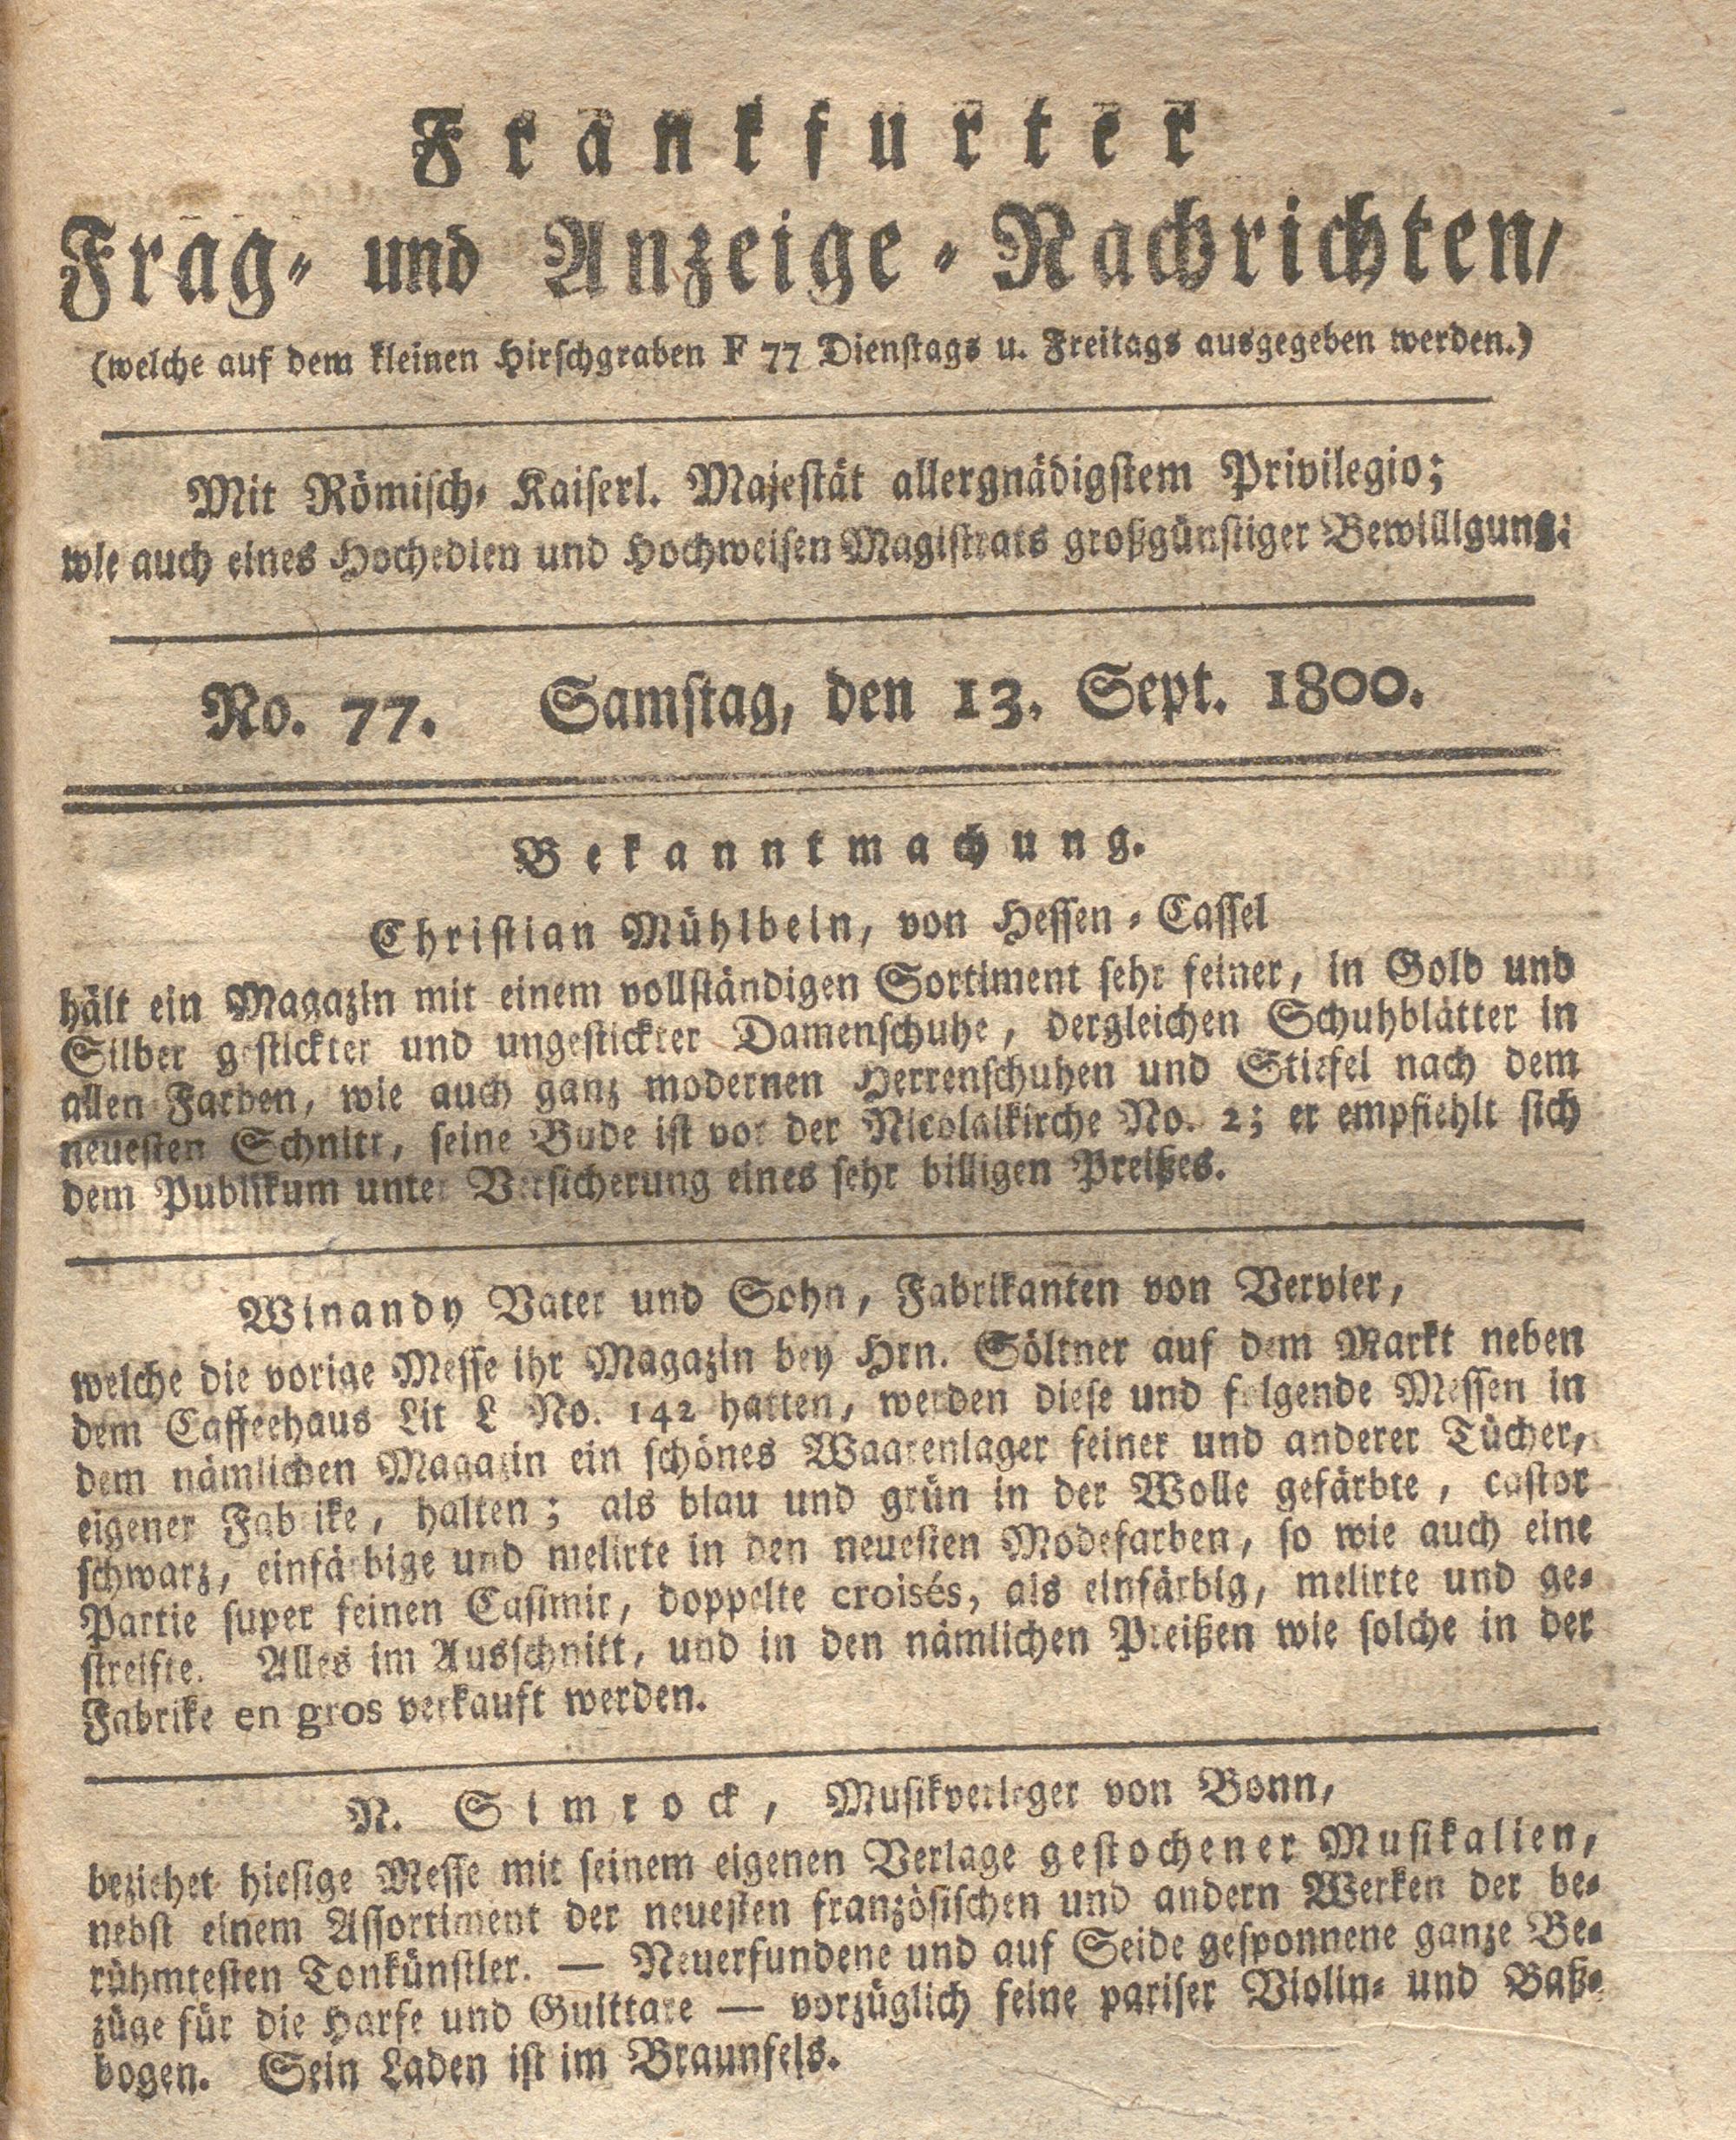 Frankfurter
Frag- und Anzeige-Nachrichten/
(welche auf dem kleinen Hirschgraben F 77 Dienstags u. Freitags ausgegeben werden.)
Mit Römisch-Kaiserl. Majestät allergnädigstem Privilegio;
wie auch eines Hochedlen und Hochweisen Magistrats großgünstiger Bewilligung:
No. 77. Samstag, den 13. Sept. 1800.
Bekanntmachung.
Christian Mühlbein, von Hessen-Cassel
hält ein Magazin mit einem vollständigen Sortiment sehr feiner, in Gold und
Silber gestickter und ungestickter Damenschuhe, dergleichen Schuhblätter in
allen Farben, wie auch ganz modernen Herrenschuhen und Stiefel nach dem
neuesten Schnitt, seine Bude ist vor der Nicolaikirche No. 2; er empfiehlt sich
dem Publikum unter Versicherung eines sehr billigen Preißes.
Winandy Vater und Sohn, Fabrikanten von Vervier,
welche die vorige Messe ihr Magazin bey Hrn. Söltner auf dem Markt neben
dem Caffeehaus Lit L No. 142 hatten, werden diese und folgende Messen in
dem nämlichen Magazin ein schönes Waarenlager feiner und anderer Tücher,
eigener Fabrike, halten; als blau und grün in der Wolle gefärbte, castor
schwarz, einfärbige und melirte in den neuesten Modefarben, so wie auch eine
Partie super feinen Casimir, doppelte croisés, als einfärbig, melirte und ge-
streifte. Alles im Ausschnitt, und in den nämlichen Preißen wie solche in der
Fabrike en gros verkauft werden.
N. Simrock, Musikverleger von Bonn,
beziehet hiesige Messe mit seinem eigenen Verlage gestochener Musikalien,
nebst einem Assortiment der neuesten französischen und andern Werken der be-
rühmtesten Tonkünstler. — Neuerfundene und auf Seide gesponnene ganze Be-
züge für die Harfe und Guittare — vorzüglich feine pariser Violin- und Baß-
bogen. Sein Laden ist im Braunfels.